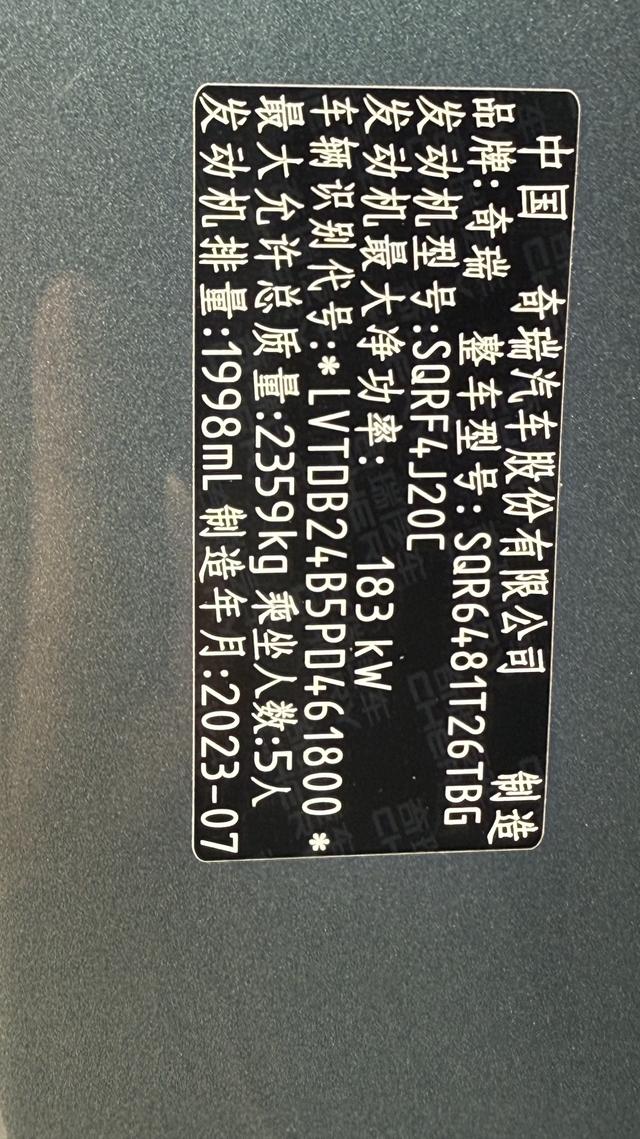 中国 奇瑞汽车股份有限公司 制造
品牌:奇瑞 整车型号:SQR6481T26TBG
发动机型号:SQRF4J20C
发动机最大净功率: 183 kW
车辆识别代号:*LVTDB24B5PD461800*
最大允许总质量:2359kg 乘坐人数:5人
发动机排量:1998mL 制造年月:2023-07